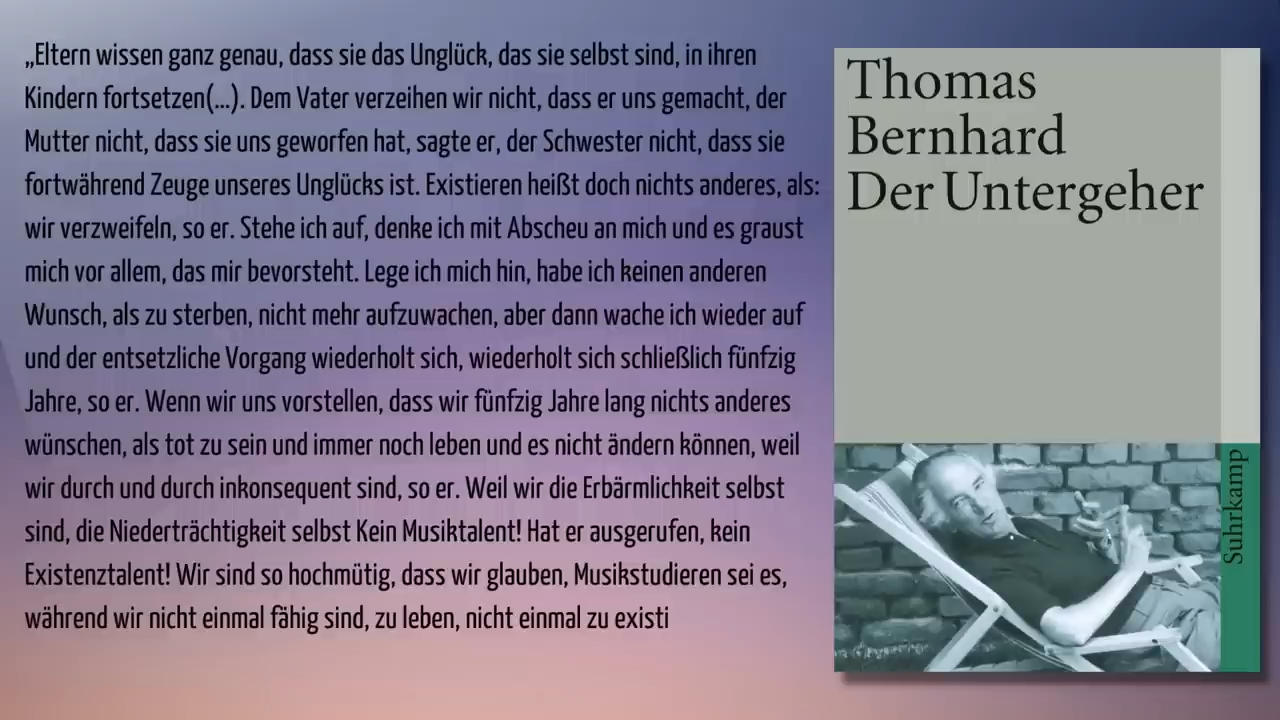 „Eltern wissen ganz genau, dass sie das Unglück, das sie selbst sind, in ihren
Kindern fortsetzen(...). Dem Vater verzeihen wir nicht, dass er uns gemacht, der
Mutter nicht, dass sie uns geworfen hat, sagte er, der Schwester nicht, dass sie
fortwährend Zeuge unseres Unglücks ist. Existieren heißt doch nichts anderes, als:
wir verzweifeln, so er. Stehe ich auf, denke ich mit Abscheu an mich und es graust
mich vor allem, das mir bevorsteht. Lege ich mich hin, habe ich keinen anderen
Wunsch, als zu sterben, nicht mehr aufzuwachen, aber dann wache ich wieder auf
und der entsetzliche Vorgang wiederholt sich, wiederholt sich schließlich fünfzig
Jahre, so er. Wenn wir uns vorstellen, dass wir fünfzig Jahre lang nichts anderes
wünschen, als tot zu sein und immer noch leben und es nicht ändern können, weil
wir durch und durch inkonsequent sind, so er. Weil wir die Erbärmlichkeit selbst
sind, die Niederträchtigkeit selbst Kein Musiktalent! Hat er ausgerufen, kein
Existenztalent! Wir sind so hochmütig, dass wir glauben, Musikstudieren sei es,
während wir nicht einmal fähig sind, zu leben, nicht einmal zu existi
Thomas
Bernhard
Der Untergeher
Suhrkamp